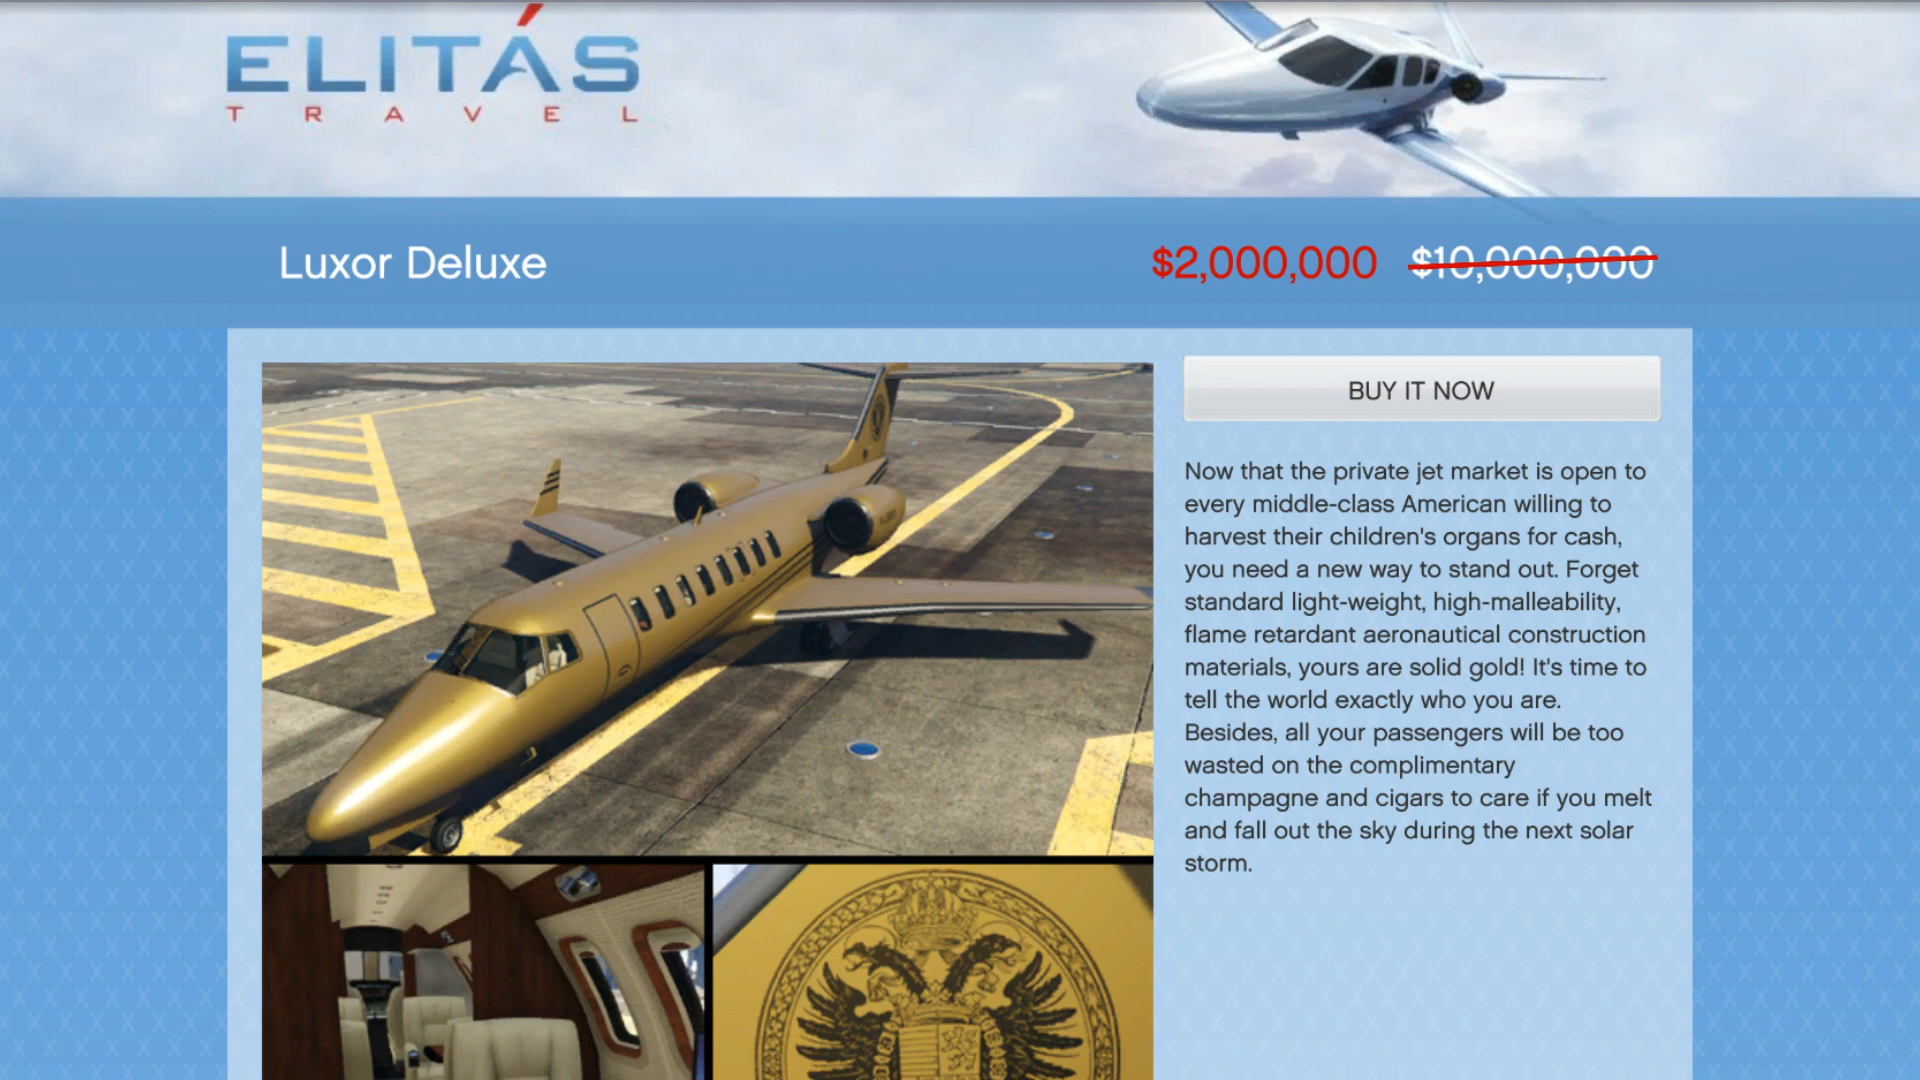 ELITÁS
TRAVEL
Luxor Deluxe
$2,000,000 $10,000,000
BUY IT NOW
Now that the private jet market is open to
every middle-class American willing to
harvest their children's organs for cash,
you need a new way to stand out. Forget
standard light-weight, high-malleability,
flame retardant aeronautical construction
materials, yours are solid gold! It's time to
tell the world exactly who you are.
Besides, all your passengers will be too
wasted on the complimentary
champagne and cigars to care if you melt
and fall out the sky during the next solar
storm.